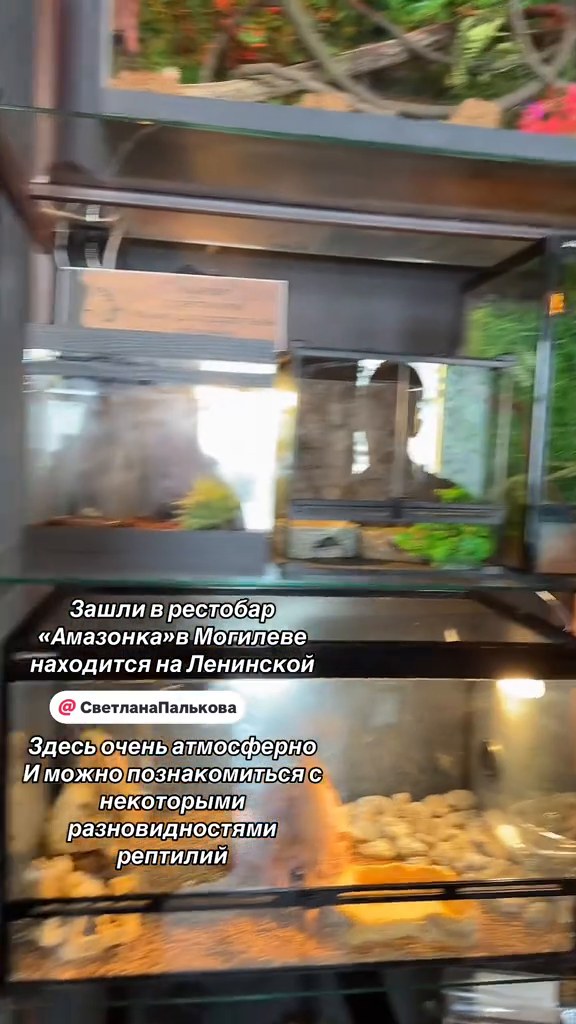 Зашли в рестобар
«Амазонка»в Могилеве
находится на Ленинской
@ СветланаПалькова
Здесь очень атмосферно
И можно познакомиться с
некоторыми
разновидностями
рептилий